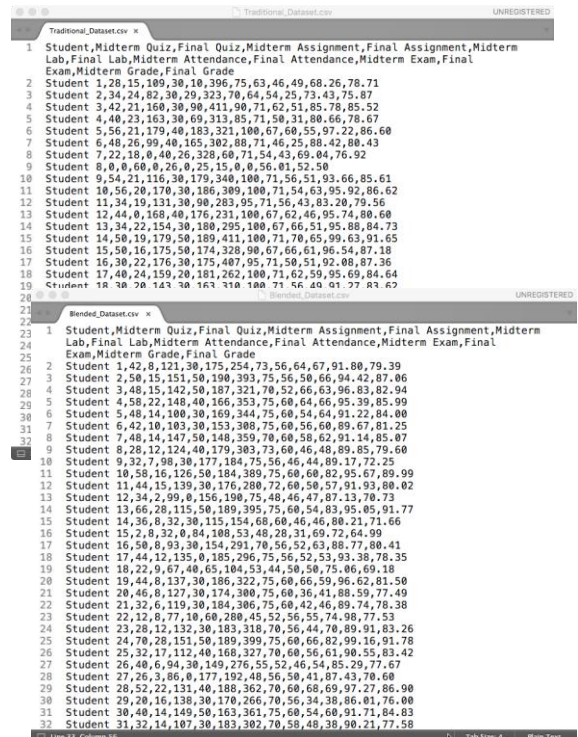 Traditional_Dataset.csv
UNREGISTERED
Traditional_Dataset.csv ×
1 Student,Midterm Quiz,Final Quiz,Midterm Assignment,Final Assignment,Midterm
Lab,Final Lab,Midterm Attendance,Final Attendance,Midterm Exam,Final
Exam,Midterm Grade,Final Grade
2 Student 1,28,15,109,30,10,396,75,63,46,49,68.26,78.71
3 Student 2,34,24,82,30,29,323,70,64,54,25,73.43,75.87
4 Student 3,42,21,160,30,90,411,90,71,62,51,85.78,85.52
5 Student 4,40,23,163,30,69,313,85,71,50,31,80.66,78.67
6 Student 5,56,21,179,40,183,321,100,67,60,55,97.22,86.60
7 Student 6,48,26,99,40,165,302,88,71,46,25,88.42,80.43
8 Student 7,22,18,0,40,26,328,60,71,54,43,69.04,76.92
9 Student 8,0,0,60,0,26,0,25,15,0,0,56.01,52.50
10 Student 9,54,21,116,30,179,340,100,71,56,51,93.66,85.61
11 Student 10,56,20,170,30,186,309,100,71,54,63,95.92,86.62
12 Student 11,34,19,131,30,90,283,95,71,56,43,83.20,79.56
13 Student 12,44,0,168,40,176,231,100,67,62,46,95.74,80.60
14 Student 13,34,22,154,30,180,295,100,67,66,51,95.88,84.73
15 Student 14,50,19,179,50,189,411,100,71,70,65,99.63,91.65
16 Student 15,50,16,175,50,174,328,90,67,66,61,96.54,87.18
17 Student 16,30,22,176,30,175,407,95,71,50,51,92.08,87.36
18 Student 17,40,24,159,20,181,262,100,71,62,59,95.69,84.64
19 Student 18,30,20,143,30,163,310,100,71,56,49,91.27,83.62
20
21
22
23
24
25
26
27
28
29
30
31
32
Blended_Dataset.csv
UNREGISTERED
Blended_Dataset.csv ×
1 Student,Midterm Quiz,Final Quiz,Midterm Assignment,Final Assignment,Midterm
Lab,Final Lab,Midterm Attendance,Final Attendance,Midterm Exam,Final
Exam,Midterm Grade,Final Grade
2 Student 1,42,8,121,30,175,254,73,56,64,67,91.80,79.39
3 Student 2,50,15,151,50,190,393,75,56,50,66,94.42,87.06
4 Student 3,48,15,142,50,187,321,70,52,66,63,96.83,82.94
5 Student 4,58,22,148,40,166,353,75,60,64,66,95.39,85.99
6 Student 5,48,14,100,30,169,344,75,60,54,64,91.22,84.00
7 Student 6,42,10,103,30,153,308,75,60,56,60,89.67,81.25
8 Student 7,48,14,147,50,148,359,70,60,58,62,91.14,85.07
9 Student 8,28,12,124,40,179,303,73,60,46,48,89.85,79.60
10 Student 9,32,7,98,30,177,184,75,56,46,44,89.17,72.25
11 Student 10,58,16,126,50,184,389,75,60,60,82,95.67,89.99
12 Student 11,44,15,139,30,176,280,72,60,50,57,91.93,80.02
13 Student 12,34,2,99,0,156,190,75,48,46,47,87.13,70.73
14 Student 13,66,28,115,50,189,395,75,60,54,83,95.05,91.77
15 Student 14,36,8,32,30,115,154,68,60,46,46,80.21,71.66
16 Student 15,2,8,32,0,84,108,53,48,28,31,69.72,64.99
17 Student 16,50,8,93,30,154,291,70,56,52,63,88.77,80.41
18 Student 17,44,12,135,0,185,296,75,56,52,53,93.38,78.35
19 Student 18,22,9,67,40,65,104,53,44,50,50,75.06,69.18
20 Student 19,44,8,137,30,186,322,75,60,66,59,96.62,81.50
21 Student 20,46,8,127,30,174,300,75,60,36,41,88.59,77.49
22 Student 21,32,6,119,30,184,306,75,60,42,46,89.74,78.38
23 Student 22,12,8,77,10,60,280,45,52,56,55,74.98,77.53
24 Student 23,28,12,132,30,183,318,70,56,44,70,89.91,83.26
25 Student 24,70,28,151,50,189,399,75,60,66,82,99.16,91.78
26 Student 25,32,17,112,40,168,327,70,60,56,61,90.55,83.42
27 Student 26,40,6,94,30,149,276,55,52,46,54,85.29,77.67
28 Student 27,26,3,86,0,177,192,48,56,50,41,87.43,70.60
29 Student 28,52,22,131,40,188,362,70,60,68,69,97.27,86.90
30 Student 29,20,16,138,30,170,266,70,56,34,38,86.01,76.00
31 Student 30,40,14,149,50,163,361,75,60,54,60,91.71,84.83
32 Student 31,32,14,107,30,183,302,70,58,48,38,90.21,77.58
Line 33, Column 55
Tab Size: 4
Plain Text